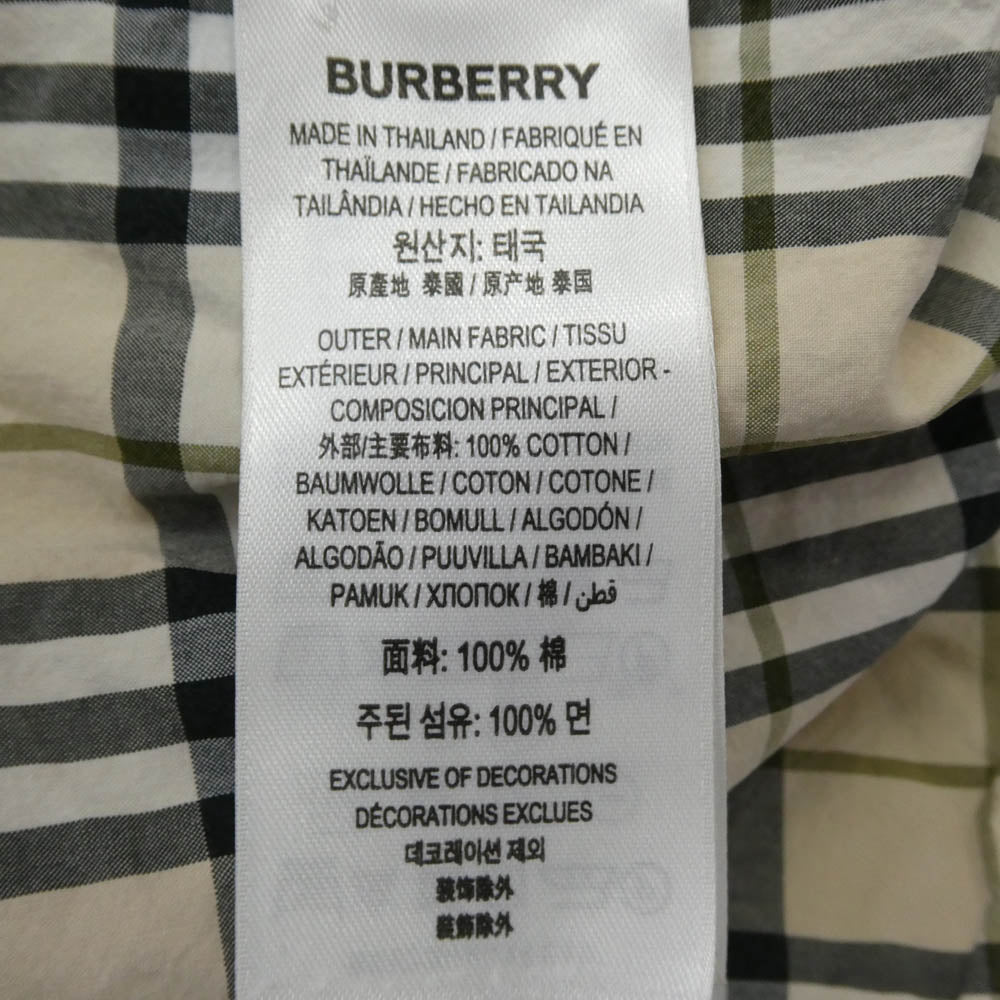 BURBERRY
MADE IN THAILAND / FABRIQUÉ EN
THAÏLANDE / FABRICADO NA
TAILÂNDIA / HECHO EN TAILANDIA
원산지: 태국
原產地 泰國 / 原产地 泰国
OUTER / MAIN FABRIC / TISSU
EXTÉRIEUR / PRINCIPAL / EXTERIOR -
COMPOSICION PRINCIPAL /
外部/主要布料: 100% COTTON /
BAUMWOLLE / COTON / COTONE /
KATOEN / BOMULL / ALGODÓN /
ALGODÃO / PUUVILLA / BAMBAKI /
PAMUK / ХЛОПОК / 棉 / قطن
面料: 100% 棉
주된 섬유: 100% 면
EXCLUSIVE OF DECORATIONS
DÉCORATIONS EXCLUES
데코레이션 제외
装饰除外
裝飾除外